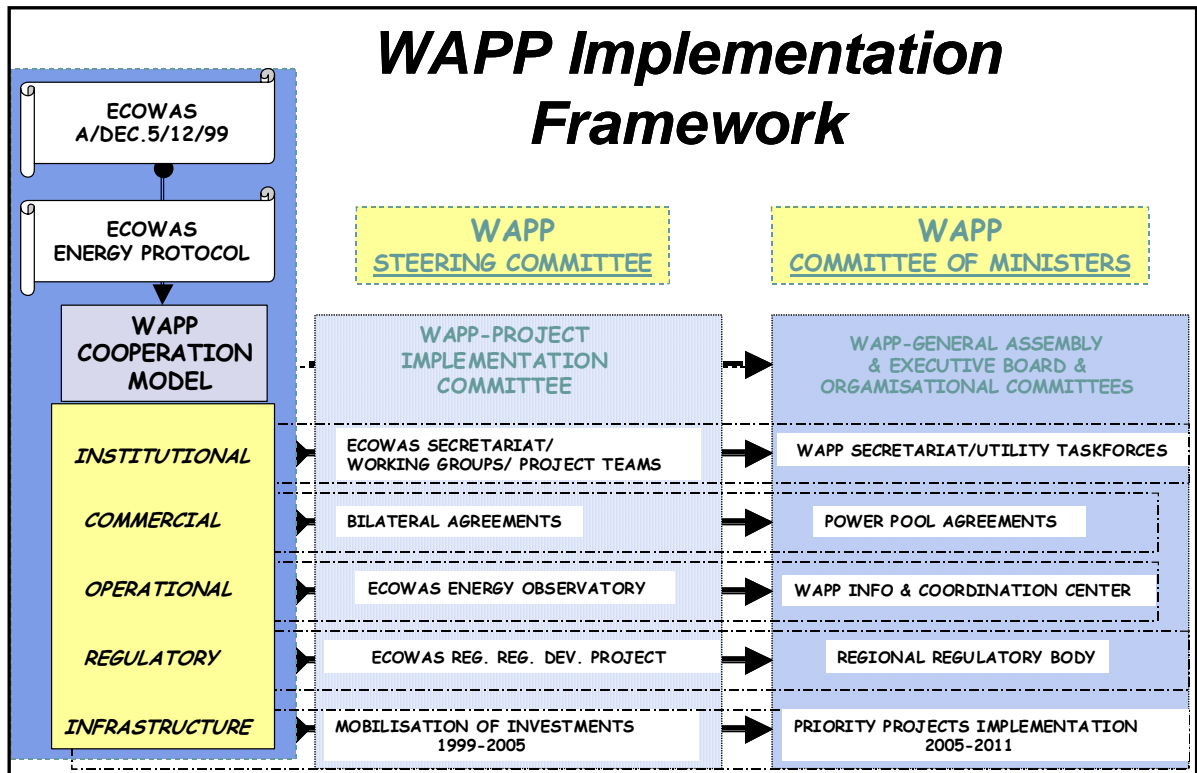 WAPP Implementation
Framework
ECOWAS
A/DEC.5/12/99
ECOWAS
ENERGY PROTOCOL
WAPP
STEERING COMMITTEE
WAPP
COMMITTEE OF MINISTERS
WAPP
COOPERATION
MODEL
WAPP-PROJECT
IMPLEMENTATION
COMMITTEE
WAPP-GENERAL ASSEMBLY
& EXECUTIVE BOARD &
ORGAMISATIONAL COMMITTEES
INSTITUTIONAL
ECOWAS SECRETARIAT/
WORKING GROUPS/ PROJECT TEAMS
WAPP SECRETARIAT/UTILITY TASKFORCES
COMMERCIAL
BILATERAL AGREEMENTS
POWER POOL AGREEMENTS
OPERATIONAL
ECOWAS ENERGY OBSERVATORY
WAPP INFO & COORDINATION CENTER
REGULATORY
ECOWAS REG. REG. DEV. PROJECT
REGIONAL REGULATORY BODY
INFRASTRUCTURE
MOBILISATION OF INVESTMENTS
1999-2005
PRIORITY PROJECTS IMPLEMENTATION
2005-2011